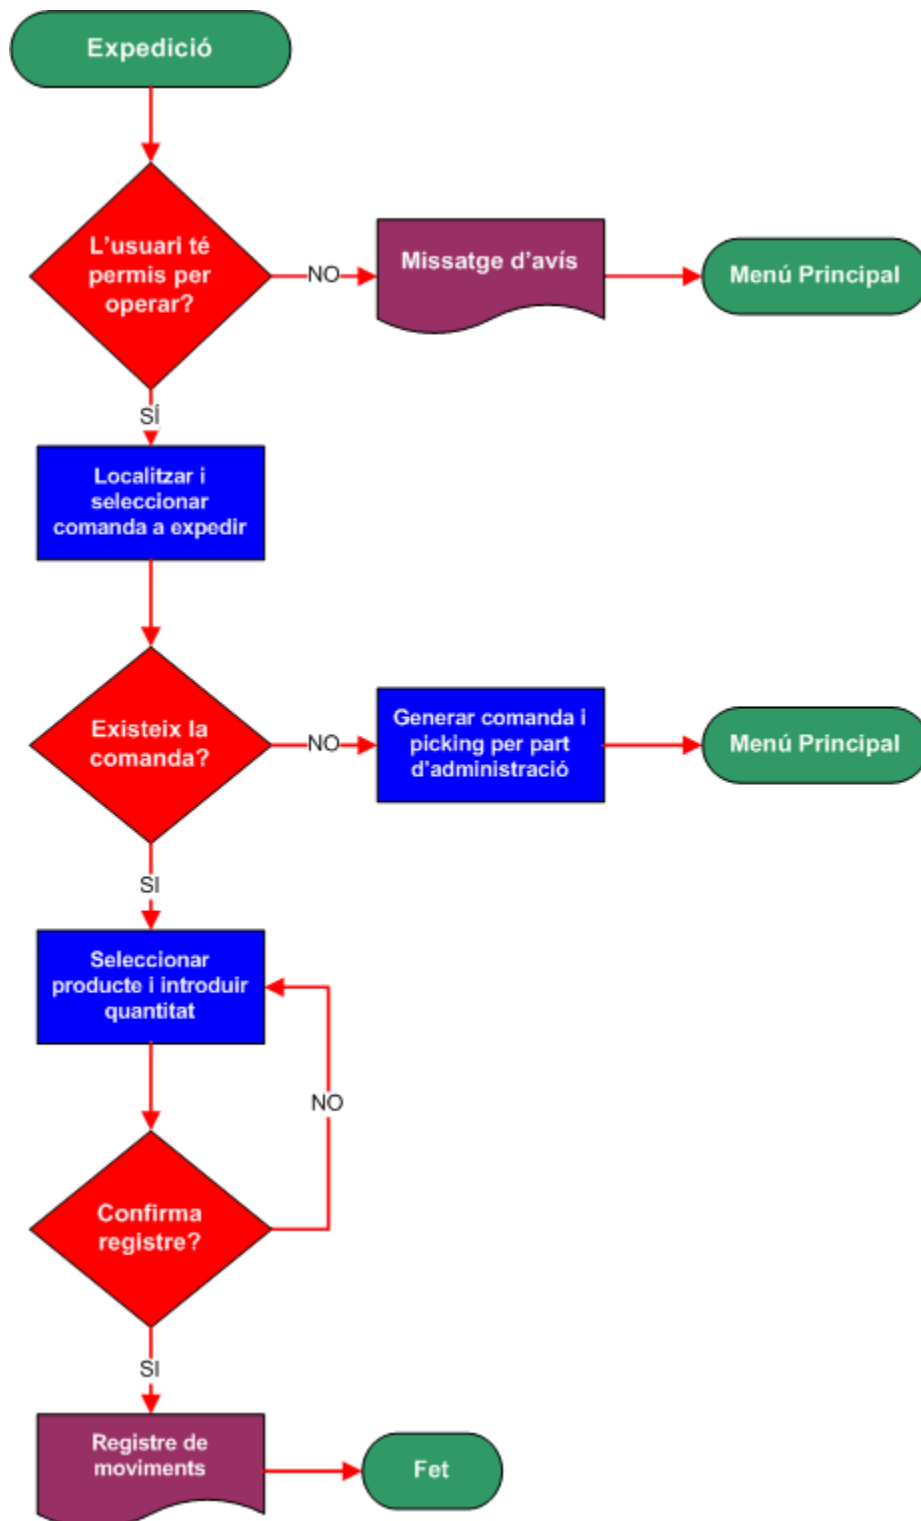 Expedició
L'usuari té
permis per
operar?
NO
Missatge d'avís
Menú Principal
SÍ
Localitzar i
seleccionar
comanda a expedir
Existeix la
comanda?
NO
Generar comanda i
picking per part
d'administració
Menú Principal
SI
Seleccionar
producte i introduir
quantitat
NO
Confirma
registre?
SI
Registre de
moviments
Fet